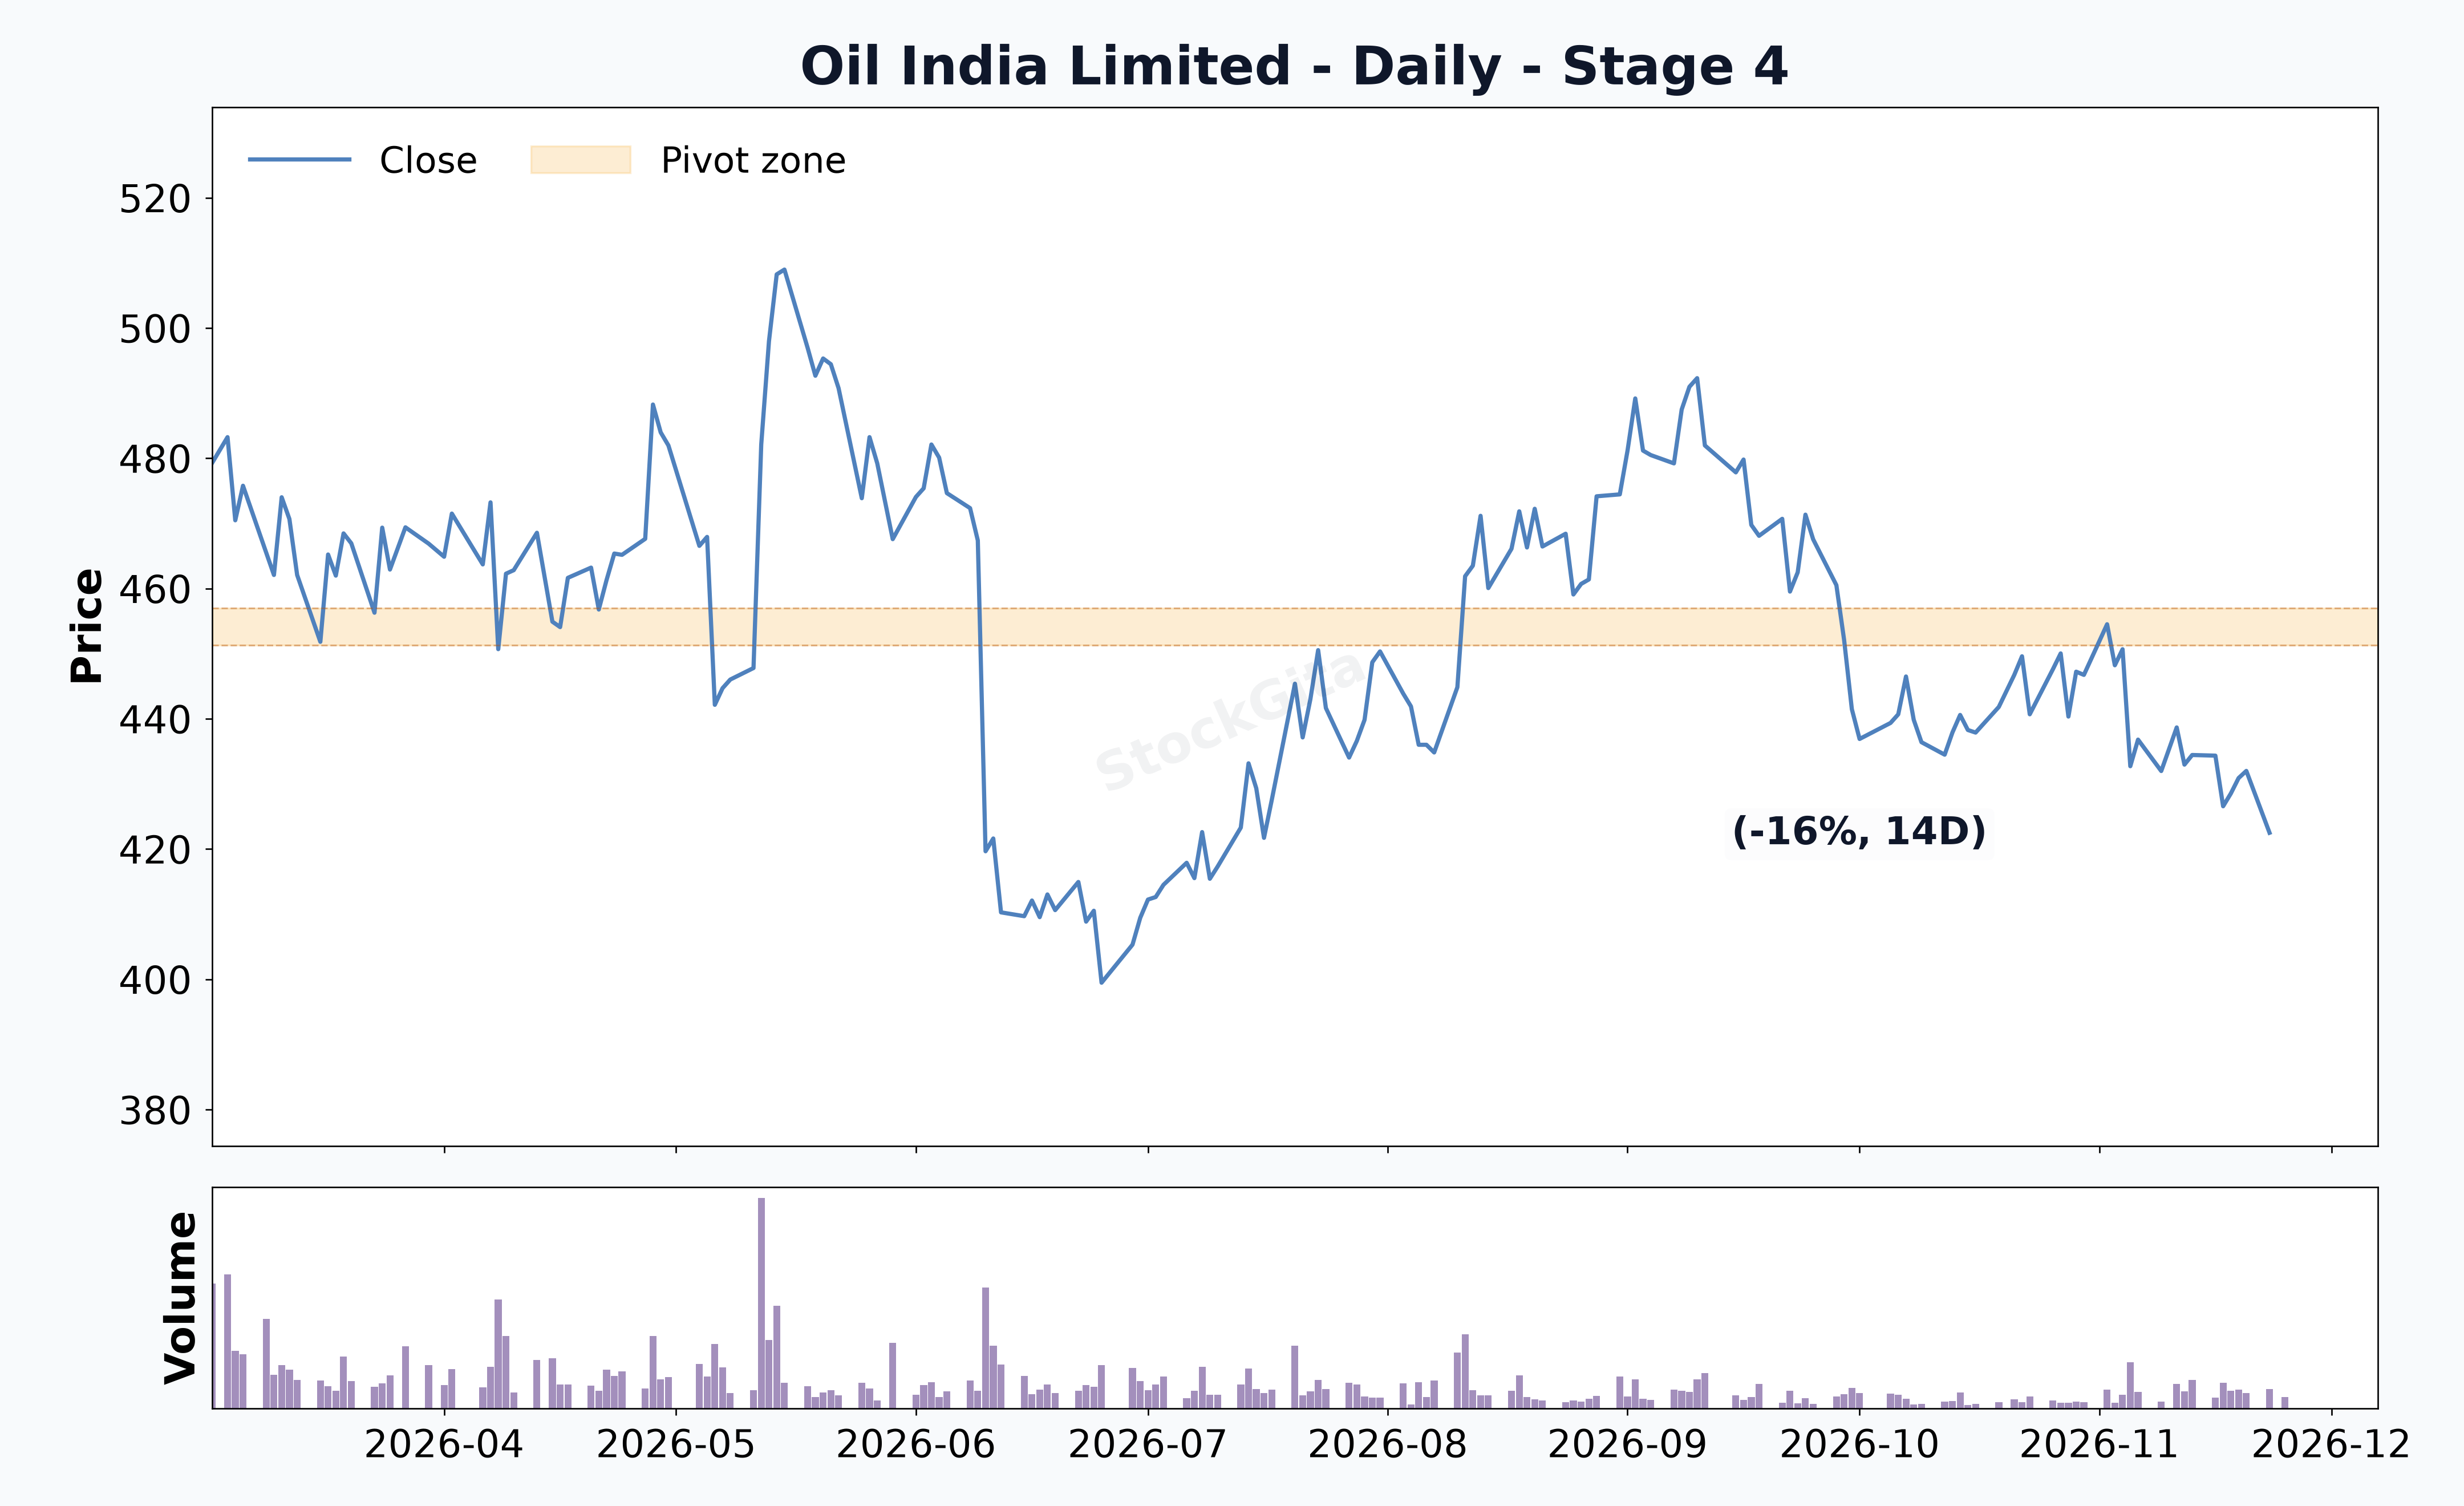 Oil India Limited - Daily - Stage 4
Close
Pivot zone
520
500
480
460
440
420
400
380
Price
StockGita
(-16%, 14D)
Volume
2026-04
2026-05
2026-06
2026-07
2026-08
2026-09
2026-10
2026-11
2026-12